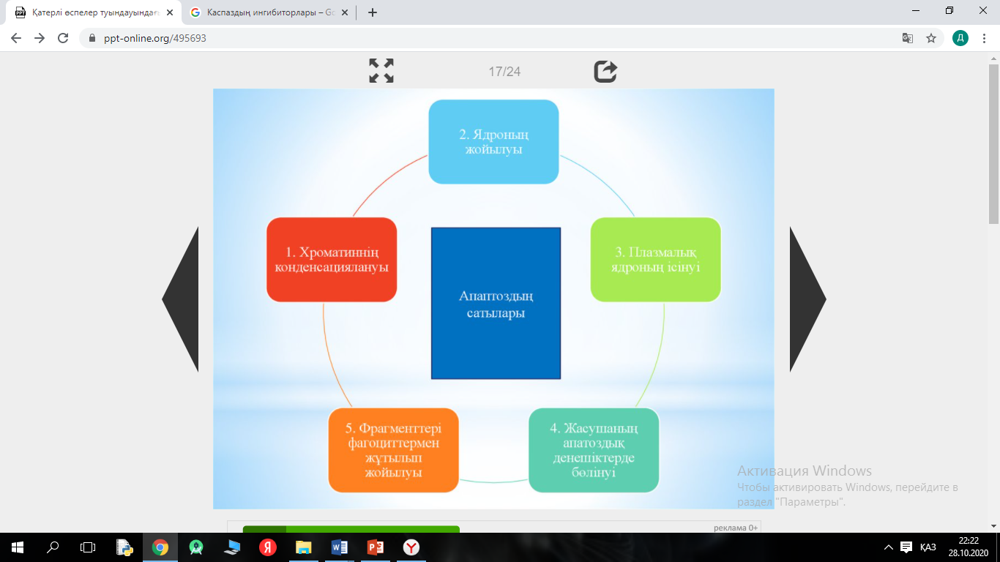 Қатерлі өспелер туындауындағы
Каспаздың ингибиторлары – Go
ppt-online.org/495693
Д
17/24
2. Ядроның
жойылуы
1. Хроматиннің
конденсациялануы
3. Плазмалық
ядроның ісінуі
Апаптоздың
сатылары
5. Фрагменттері
фагоциттермен
жұтылып
жойылуы
4. Жасушаның
апатоздық
денешіктерде
бөлінуі
Активация Windows
Чтобы активировать Windows, перейдите в
раздел "Параметры".
реклама 0+
ҚАЗ
22:22
28.10.2020